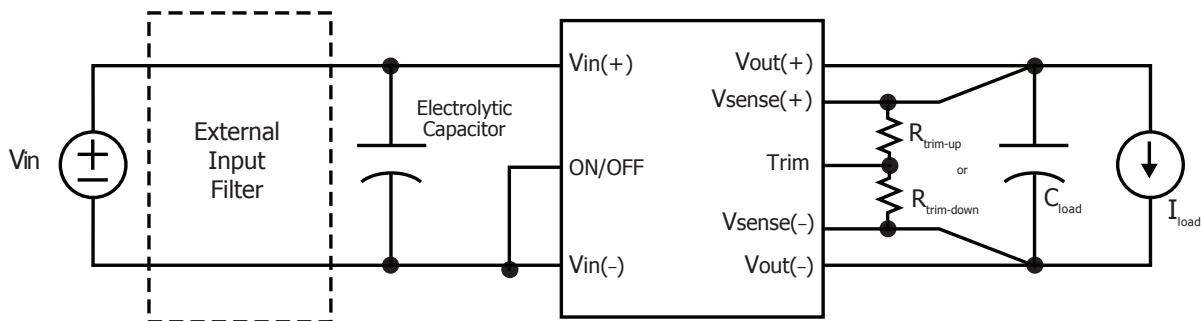 Vin
External
Input
Filter
Electrolytic
Capacitor
Vin(+)
ON/OFF
Vin(−)
Vout(+)
Vsense(+)
Trim
Vsense(−)
Vout(−)
Rtrim-up
or
Rtrim-down
Cload
Iload